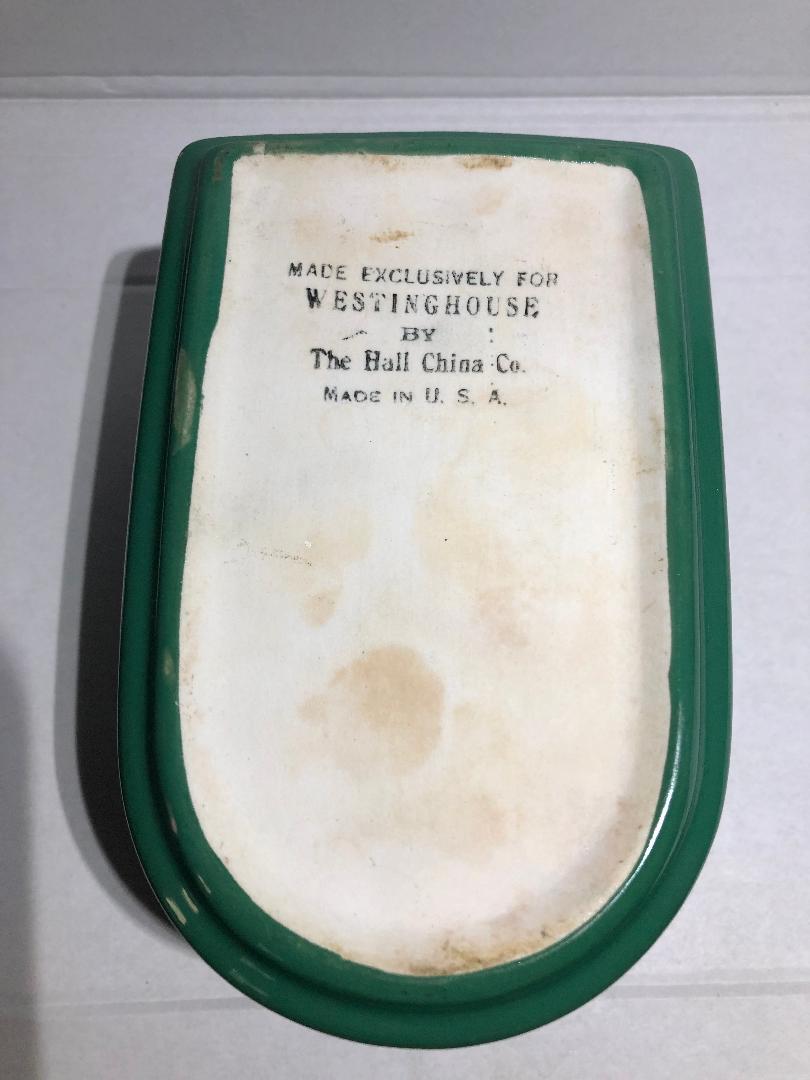 MADE EXCLUSIVELY FOR
WESTINGHOUSE
BY
The Hall China Co.
MADE IN U. S. A.